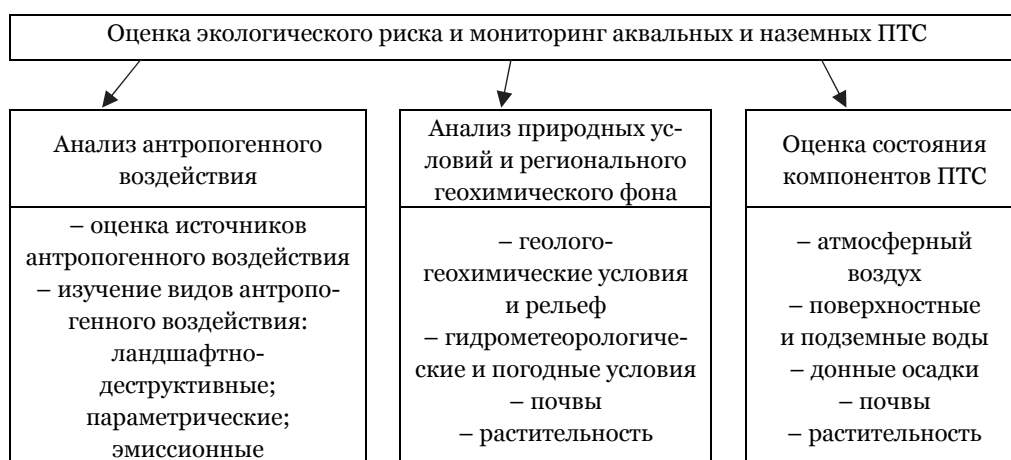 Оценка экологического риска и мониторинг аквальных и наземных ПТС
Анализ антропогенного
воздействия
– оценка источников
антропогенного воздействия
– изучение видов антропо-
генного воздействия:
ландшафтно-
деструктивные;
параметрические;
эмиссионные
Анализ природных ус-
ловий и регионального
геохимического фона
– геолого-
геохимические условия
и рельеф
– гидрометеорологиче-
ские и погодные условия
– почвы
– растительность
Оценка состояния
компонентов ПТС
– атмосферный
воздух
– поверхностные
и подземные воды
– донные осадки
– почвы
– растительность